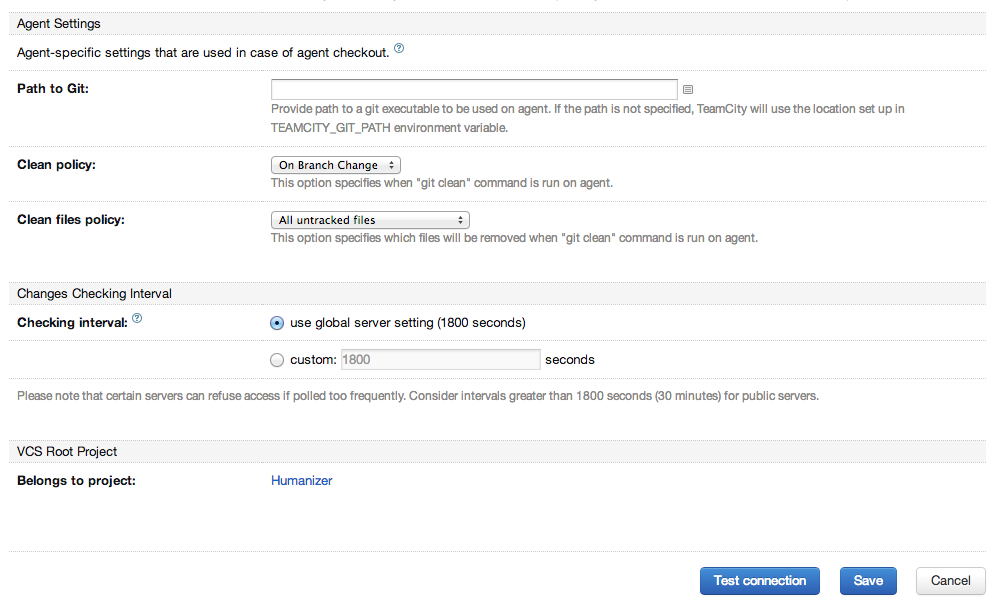 Agent Settings
Agent-specific settings that are used in case of agent checkout. ?
Path to Git:
Provide path to a git executable to be used on agent. If the path is not specified, TeamCity will use the location set up in
TEAMCITY_GIT_PATH environment variable.
Clean policy: On Branch Change
This option specifies when "git clean" command is run on agent.
Clean files policy: All untracked files
This option specifies which files will be removed when "git clean" command is run on agent.
Changes Checking Interval
Checking interval: ? use global server setting (1800 seconds)
custom: 1800 seconds
Please note that certain servers can refuse access if polled too frequently. Consider intervals greater than 1800 seconds (30 minutes) for public servers.
VCS Root Project
Belongs to project: Humanizer
Test connection Save Cancel